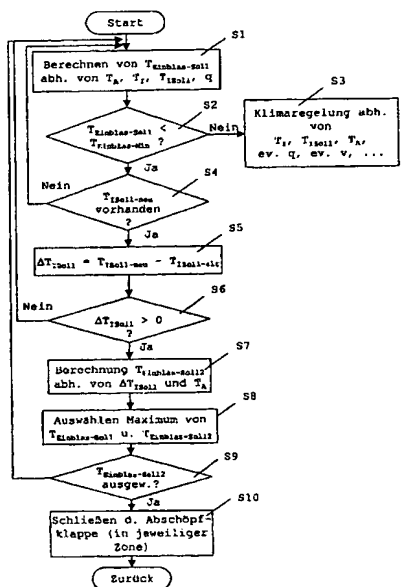 Start
S1
Berechnen von T_Einblas-Soll
abh. von T_A, T_I, T_ISoll, q
S2
T_Einblas-Soll <
T_Einblas-Min ?
Nein
S3
Klimaregelung abh.
von
T_I, T_ISoll, T_A,
ev. q, ev. v, ...
Ja
S4
Nein
T_ISoll-neu
vorhanden
?
Ja
S5
ΔT_ISoll = T_ISoll-neu - T_ISoll-alt
S6
Nein
ΔT_ISoll > 0
?
Ja
S7
Berechnung T_Einblas-Soll2
abh. von ΔT_ISoll und T_A
S8
Auswählen Maximum von
T_Einblas-Soll u. T_Einblas-Soll2
S9
T_Einblas-Soll2
ausgew.?
Ja
S10
Schließen d. Abschöpf-
klappe (in jeweiliger
Zone)
Zurück